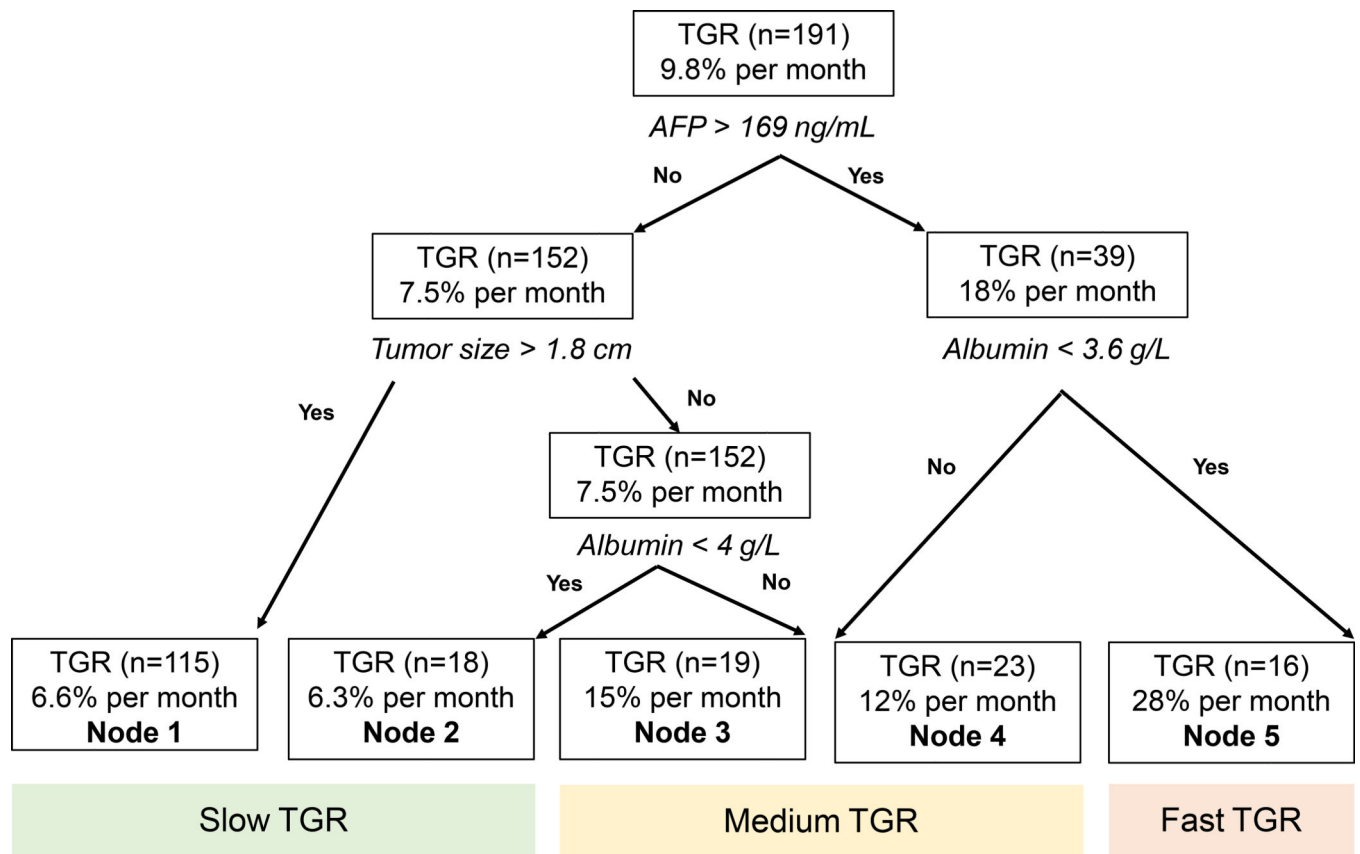 TGR (n=191)
9.8% per month
AFP > 169 ng/mL
No
Yes
TGR (n=152)
7.5% per month
TGR (n=39)
18% per month
Tumor size > 1.8 cm
Albumin < 3.6 g/L
Yes
No
TGR (n=152)
7.5% per month
No
Yes
Albumin < 4 g/L
Yes
No
TGR (n=115)
6.6% per month
Node 1
TGR (n=18)
6.3% per month
Node 2
TGR (n=19)
15% per month
Node 3
TGR (n=23)
12% per month
Node 4
TGR (n=16)
28% per month
Node 5
Slow TGR
Medium TGR
Fast TGR